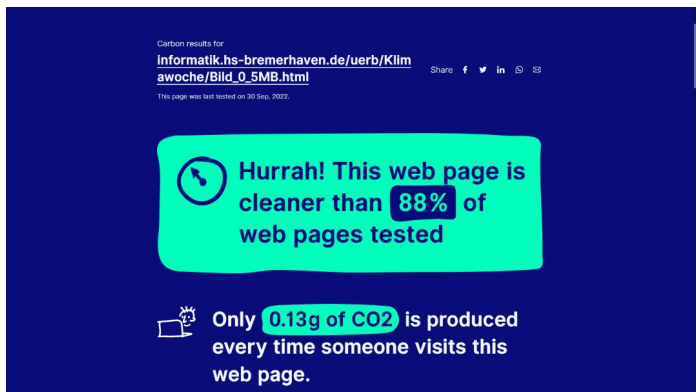 Carbon results for
informatik.hs-bremerhaven.de/uerb/Klim
awoche/Bild_0_5MB.html
Share
This page was last tested on 30 Sep, 2022.
Hurrah! This web page is
cleaner than 88% of
web pages tested
Only 0.13g of CO2 is produced
every time someone visits this
web page.